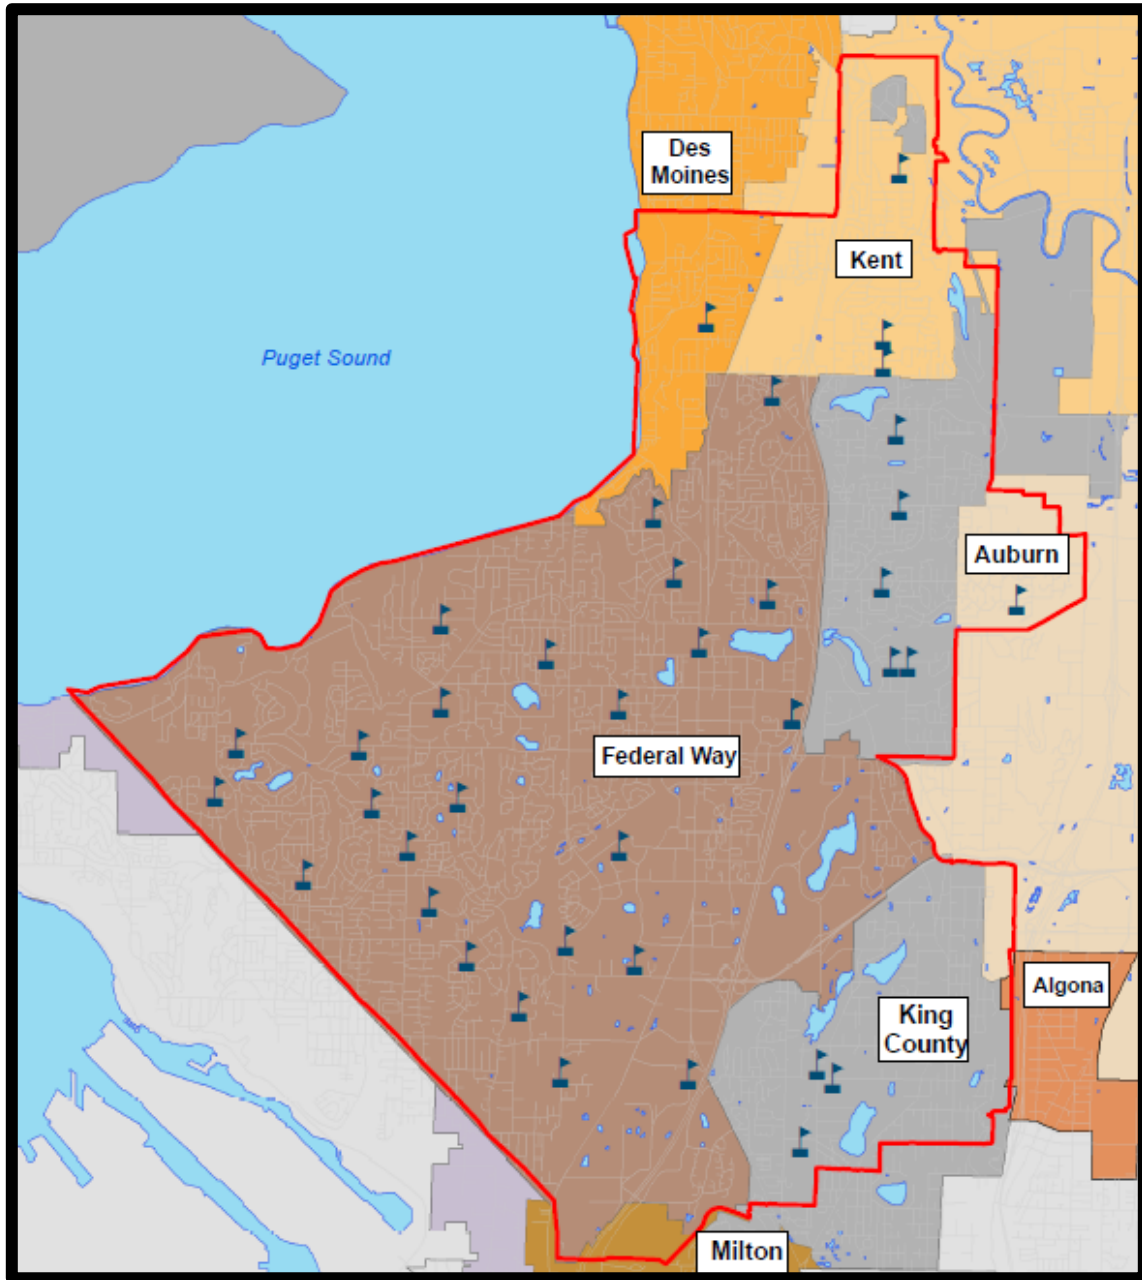 Des
Moines
Kent
Puget Sound
Auburn
Federal Way
Algona
King
County
Milton